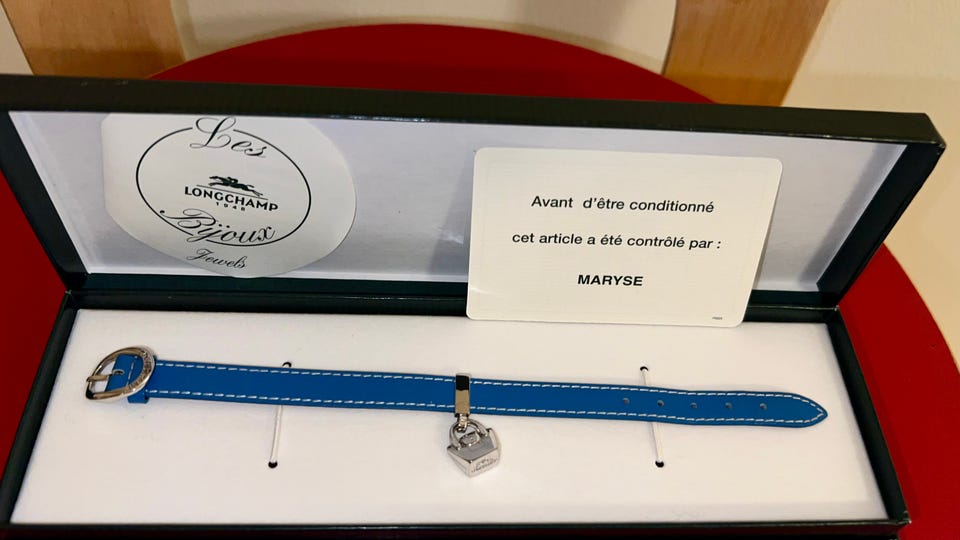 Les
LONGCHAMP
1948
Bijoux
Jewels
Avant d'être conditionné
cet article a été contrôlé par :
MARYSE